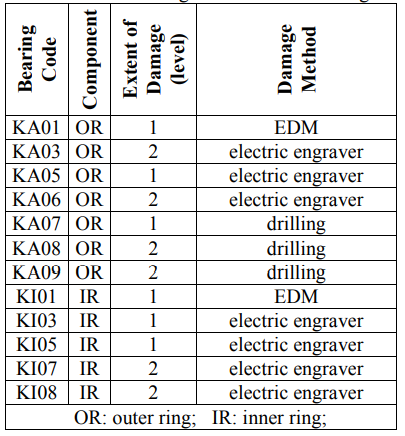 Bearing Code Component Extent of Damage (level) Damage Method
KA01 OR 1 EDM
KA03 OR 2 electric engraver
KA05 OR 1 electric engraver
KA06 OR 2 electric engraver
KA07 OR 1 drilling
KA08 OR 2 drilling
KA09 OR 2 drilling
KI01 IR 1 EDM
KI03 IR 1 electric engraver
KI05 IR 1 electric engraver
KI07 IR 2 electric engraver
KI08 IR 2 electric engraver
OR: outer ring; IR: inner ring;